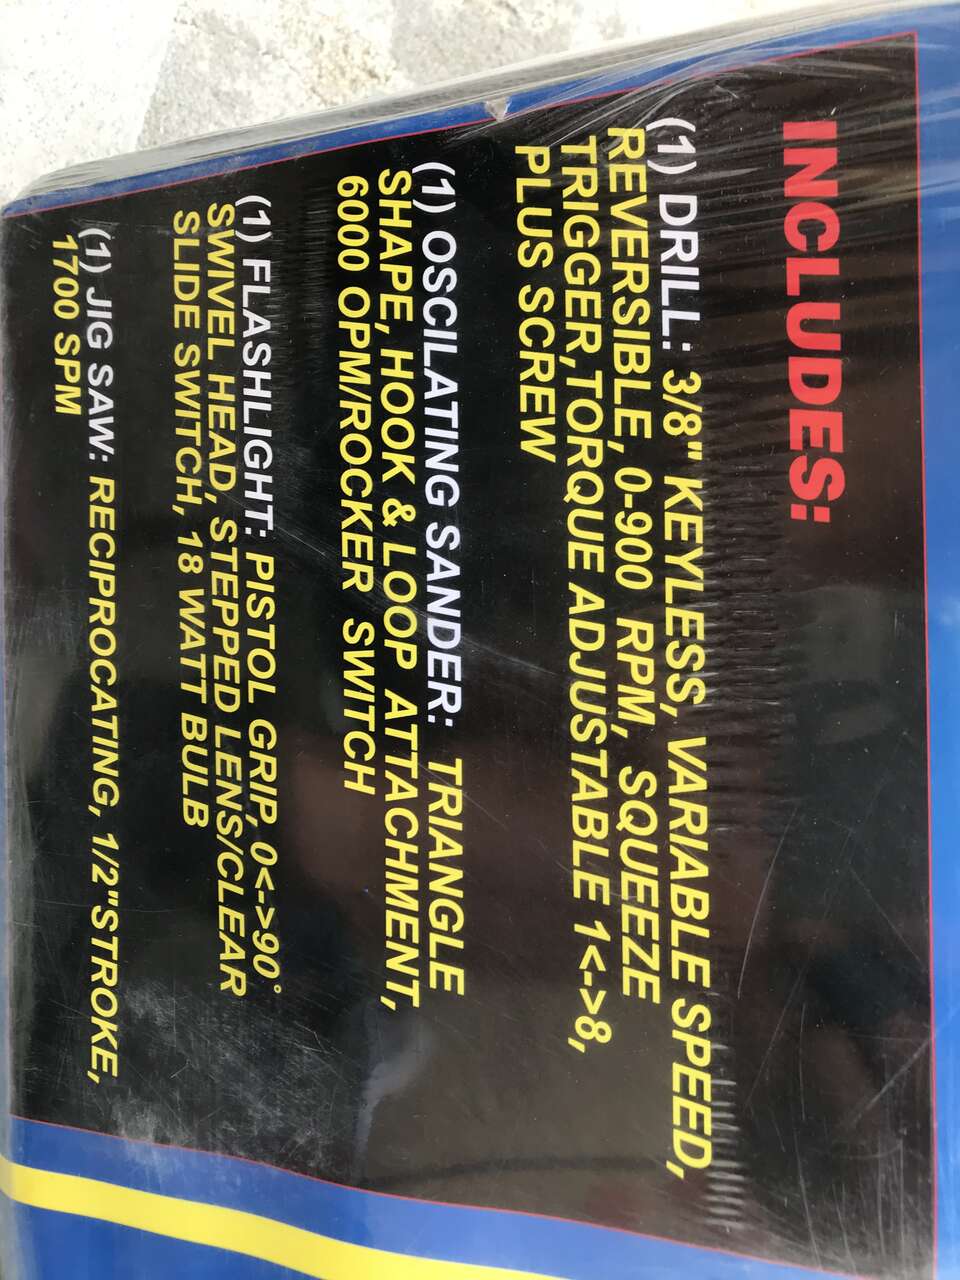 INCLUDES:
(1) DRILL: 3/8" KEYLESS, VARIABLE SPEED,
REVERSIBLE, 0-900 RPM, SQUEEZE
TRIGGER,TORQUE ADJUSTABLE 1<->8,
PLUS SCREW
(1) OSCILATING SANDER: TRIANGLE
SHAPE, HOOK & LOOP ATTACHMENT,
6000 OPM/ROCKER SWITCH
(1) FLASHLIGHT: PISTOL GRIP, 0<->90°
SWIVEL HEAD, STEPPED LENS/CLEAR
SLIDE SWITCH, 18 WATT BULB
(1) JIG SAW: RECIPROCATING, 1/2"STROKE,
1700 SPM